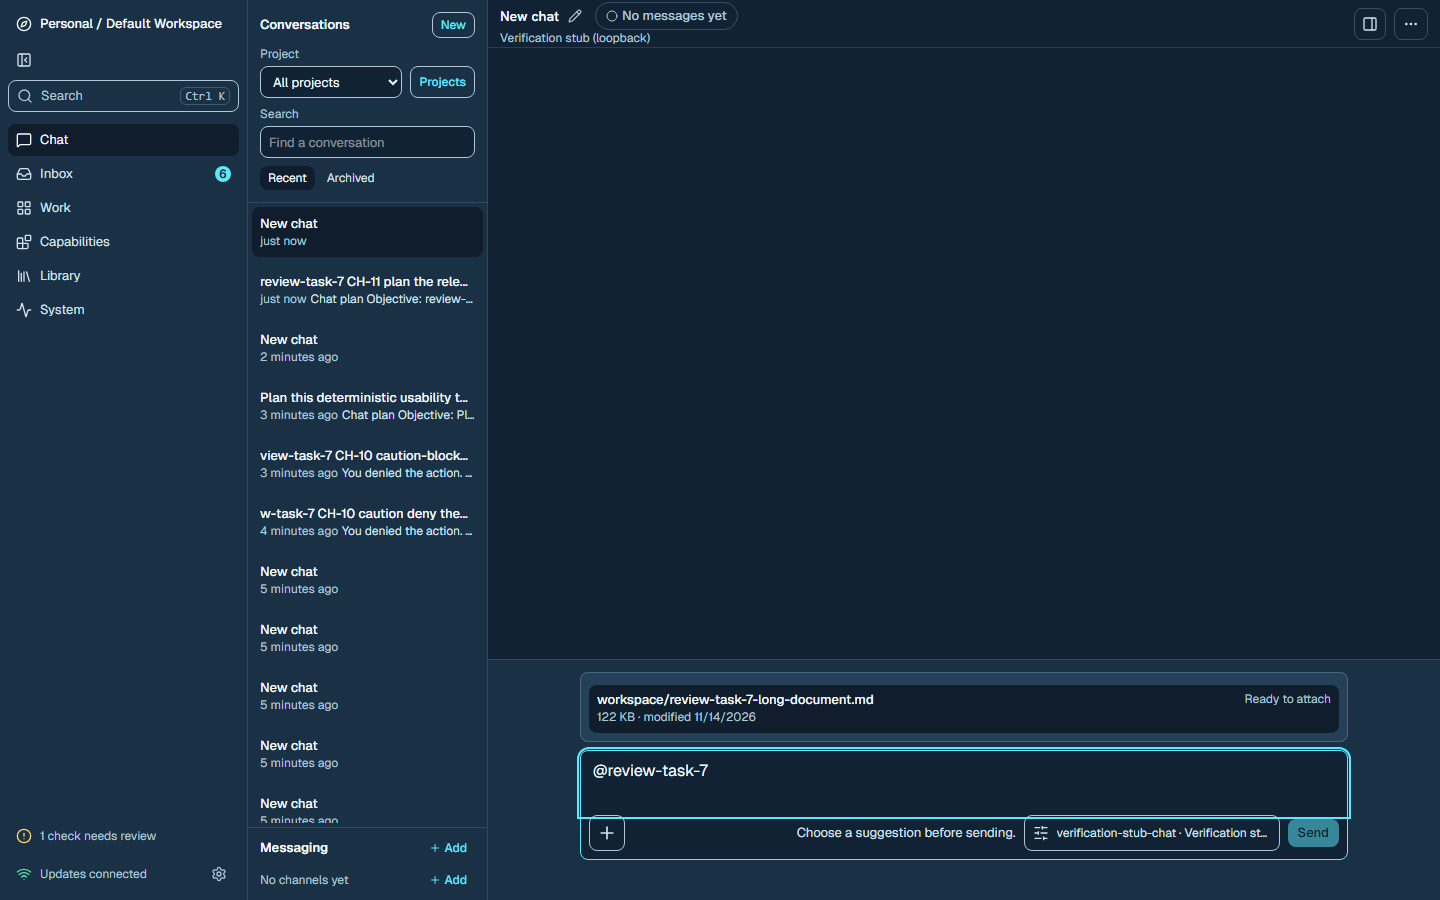 Personal / Default Workspace
Search
Ctrl K
Chat
Inbox
6
Work
Capabilities
Library
System
1 check needs review
Updates connected
Conversations
New
Project
All projects
Projects
Search
Find a conversation
Recent
Archived
New chat
just now
review-task-7 CH-11 plan the rele...
just now Chat plan Objective: review-...
New chat
2 minutes ago
Plan this deterministic usability t...
3 minutes ago Chat plan Objective: Pl...
view-task-7 CH-10 caution-block...
3 minutes ago You denied the action. ...
w-task-7 CH-10 caution deny the...
4 minutes ago You denied the action. ...
New chat
5 minutes ago
New chat
5 minutes ago
New chat
5 minutes ago
New chat
5 minutes ago
New chat
5 minutes ago
Messaging
+ Add
No channels yet
+ Add
New chat
No messages yet
Verification stub (loopback)
workspace/review-task-7-long-document.md
Ready to attach
122 KB · modified 11/14/2026
@review-task-7
Choose a suggestion before sending.
verification-stub-chat · Verification st...
Send